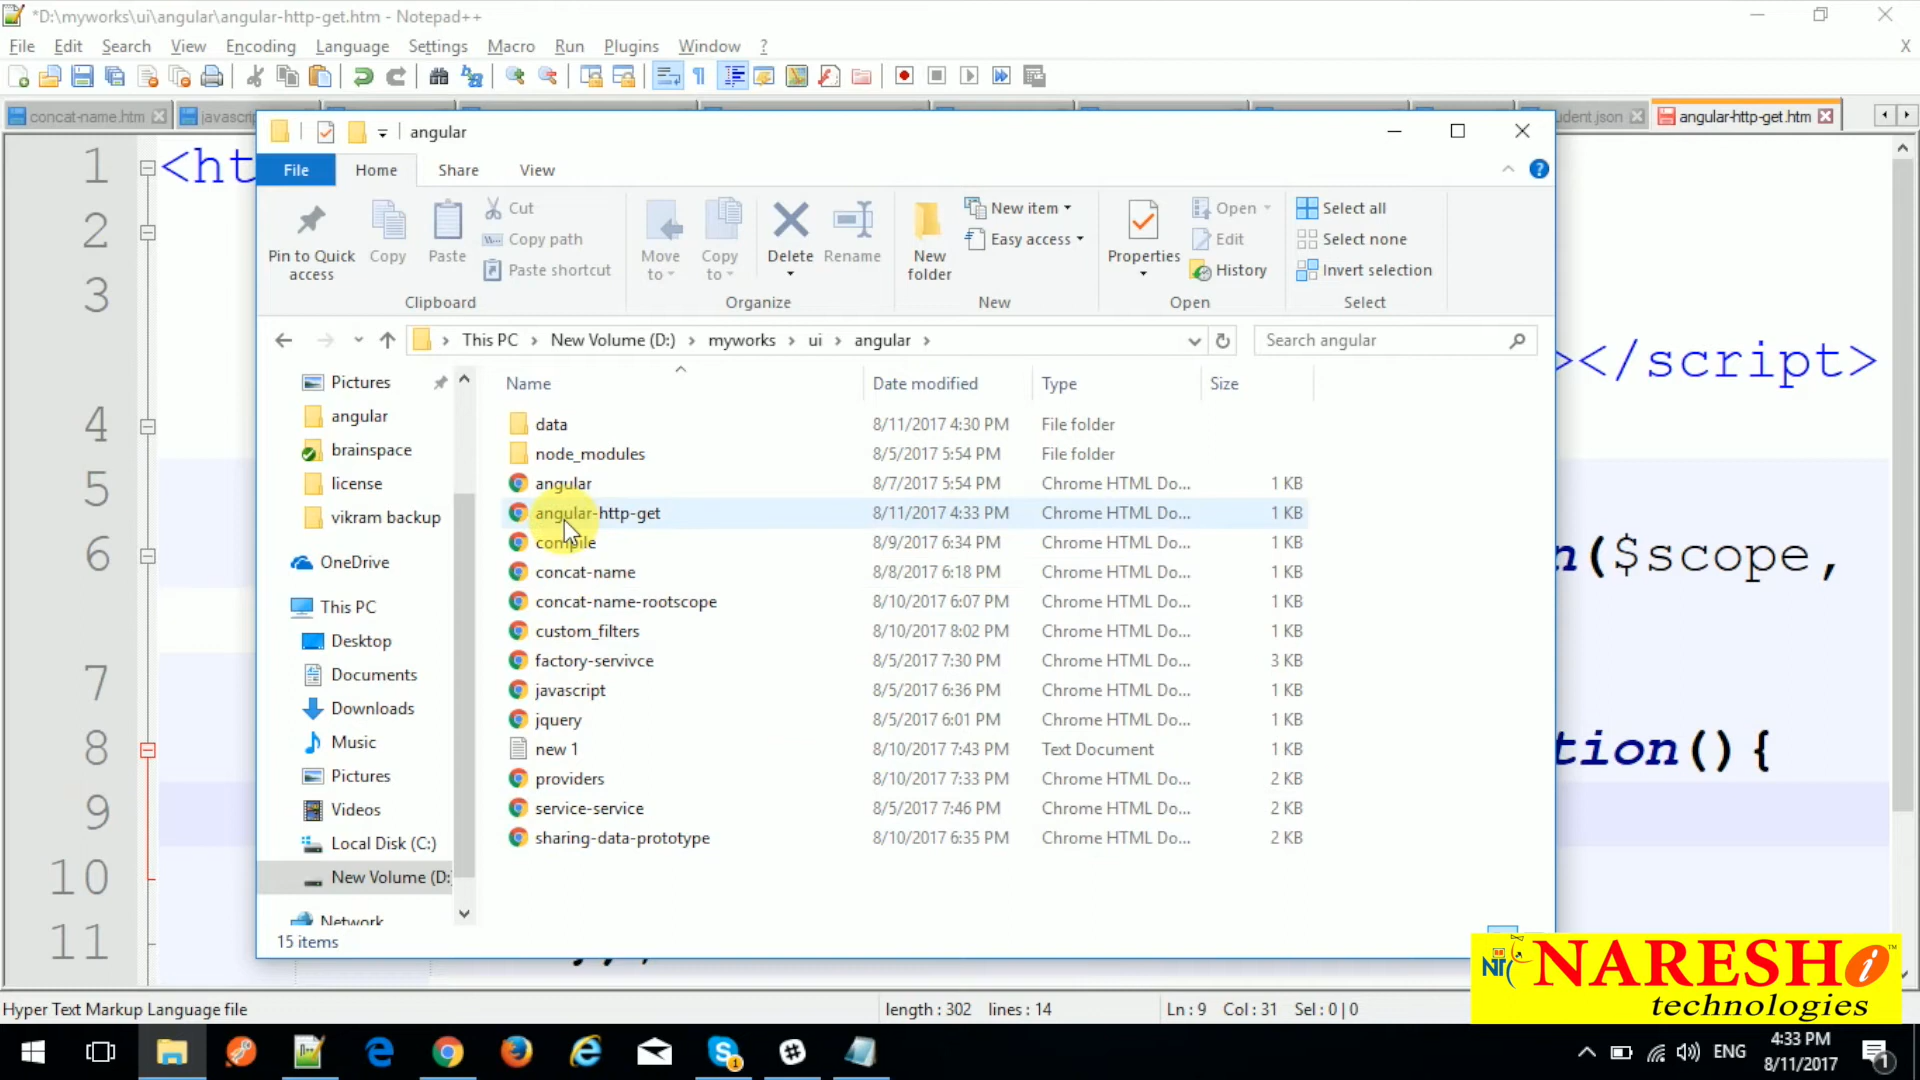 *D:\myworks\ui\angular\angular-http-get.htm - Notepad++
File Edit Search View Encoding Language Settings Macro Run Plugins Window ? X
concat-name.htm javascrip udent.json angular-http-get.htm
angular
File Home Share View
Pin to Quick access
Copy
Paste
Cut
Copy path
Paste shortcut
Clipboard
Move to
Copy to
Delete
Rename
Organize
New folder
New item
Easy access
New
Properties
Open
Edit
History
Open
Select all
Select none
Invert selection
Select
This PC New Volume (D:) myworks ui angular
Search angular
Name Date modified Type Size
data 8/11/2017 4:30 PM File folder
node_modules 8/5/2017 5:54 PM File folder
angular 8/7/2017 5:54 PM Chrome HTML Do... 1 KB
angular-http-get 8/11/2017 4:33 PM Chrome HTML Do... 1 KB
compile 8/9/2017 6:34 PM Chrome HTML Do... 1 KB
concat-name 8/8/2017 6:18 PM Chrome HTML Do... 1 KB
concat-name-rootscope 8/10/2017 6:07 PM Chrome HTML Do... 1 KB
custom_filters 8/10/2017 8:02 PM Chrome HTML Do... 1 KB
factory-servivce 8/5/2017 7:30 PM Chrome HTML Do... 3 KB
javascript 8/5/2017 6:36 PM Chrome HTML Do... 1 KB
jquery 8/5/2017 6:01 PM Chrome HTML Do... 1 KB
new 1 8/10/2017 7:43 PM Text Document 1 KB
providers 8/10/2017 7:33 PM Chrome HTML Do... 2 KB
service-service 8/5/2017 7:46 PM Chrome HTML Do... 2 KB
sharing-data-prototype 8/10/2017 6:35 PM Chrome HTML Do... 2 KB
Pictures
angular
brainspace
license
vikram backup
OneDrive
This PC
Desktop
Documents
Downloads
Music
Pictures
Videos
Local Disk (C:)
New Volume (D:
Network
15 items
1 <ht
2
3
></script>
4
5
6 n($scope,
7
8 tion(){
9
10
11
Hyper Text Markup Language file length : 302 lines : 14 Ln : 9 Col : 31 Sel : 0 | 0
NARESH i ™
technologies
ENG
4:33 PM
8/11/2017
1
1